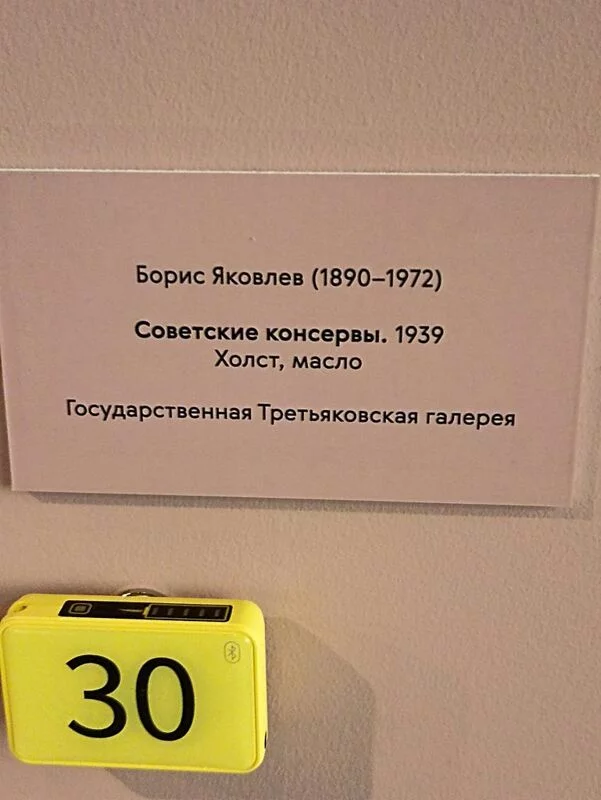 Борис Яковлев (1890–1972)
Советские консервы. 1939
Холст, масло
Государственная Третьяковская галерея
30